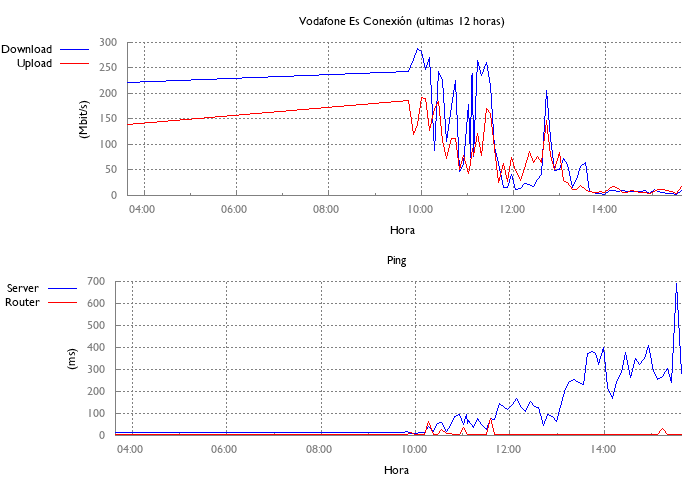 Vodafone Es Conexión (ultimas 12 horas)
Download
Upload
(Mbit/s)
300
250
200
150
100
50
0
04:00 06:00 08:00 10:00 12:00 14:00
Hora
Ping
Server
Router
(ms)
700
600
500
400
300
200
100
0
04:00 06:00 08:00 10:00 12:00 14:00
Hora